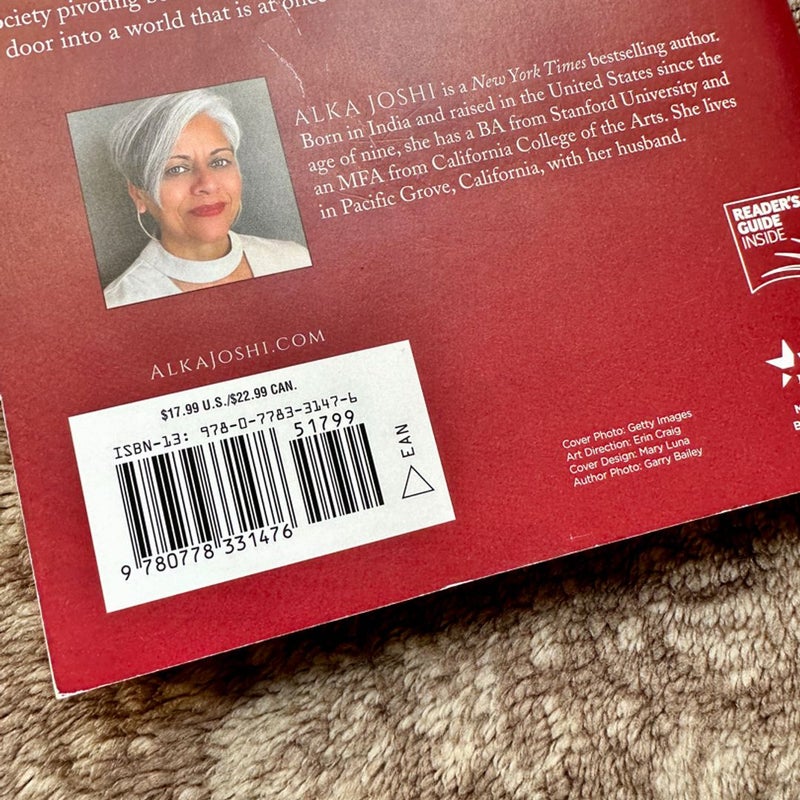 ciety pivoting
door into a world that is at once
ALKA JOSHI is a New York Times bestselling author.
Born in India and raised in the United States since the
age of nine, she has a BA from Stanford University and
an MFA from California College of the Arts. She lives
in Pacific Grove, California, with her husband.
READER'S
GUIDE
INSIDE
ALKAJOSHI.COM
$17.99 U.S./$22.99 CAN.
ISBN-13: 978-0-7783-3147-6
51799
EAN
9 780778 331476
Cover Photo: Getty Images
Art Direction: Erin Craig
Cover Design: Mary Luna
Author Photo: Garry Bailey